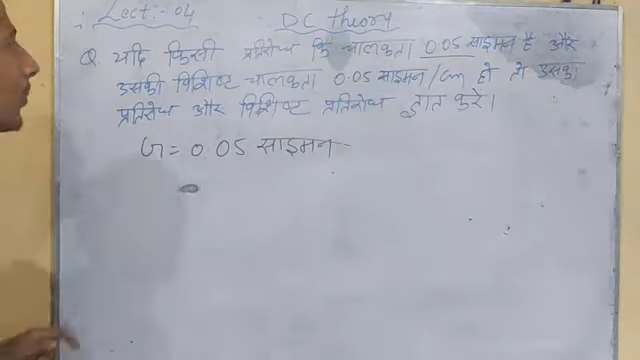 Lect:- 04
DC theory
Q. यदि किसी प्रतिरोध कि चालकता 0.05 साइमन है और
उसकी विशिष्ट चालकता 0.05 साइमन/cm हो तो उसका
प्रतिरोध और विशिष्ट प्रतिरोध ज्ञात करें।
G = 0.05 साइमन